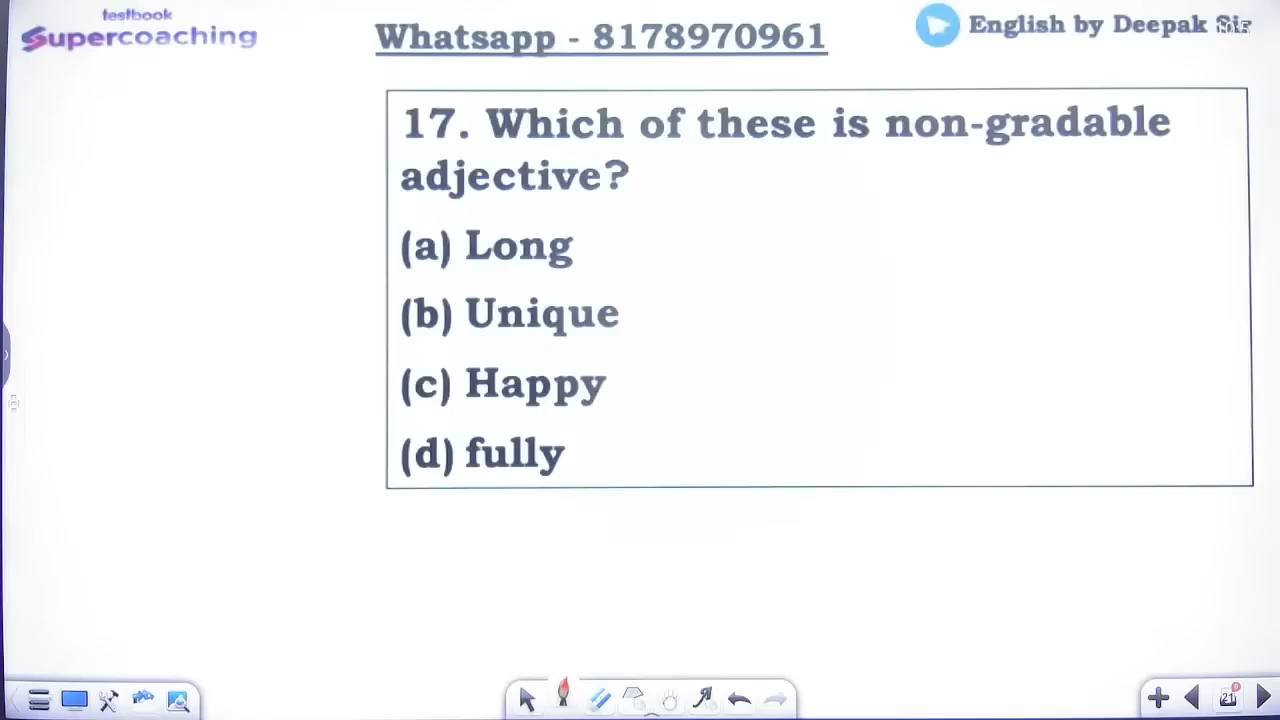 testbook
Supercoaching
Whatsapp - 8178970961
English by Deepak Sir
17. Which of these is non-gradable
adjective?
(a) Long
(b) Unique
(c) Happy
(d) fully
21